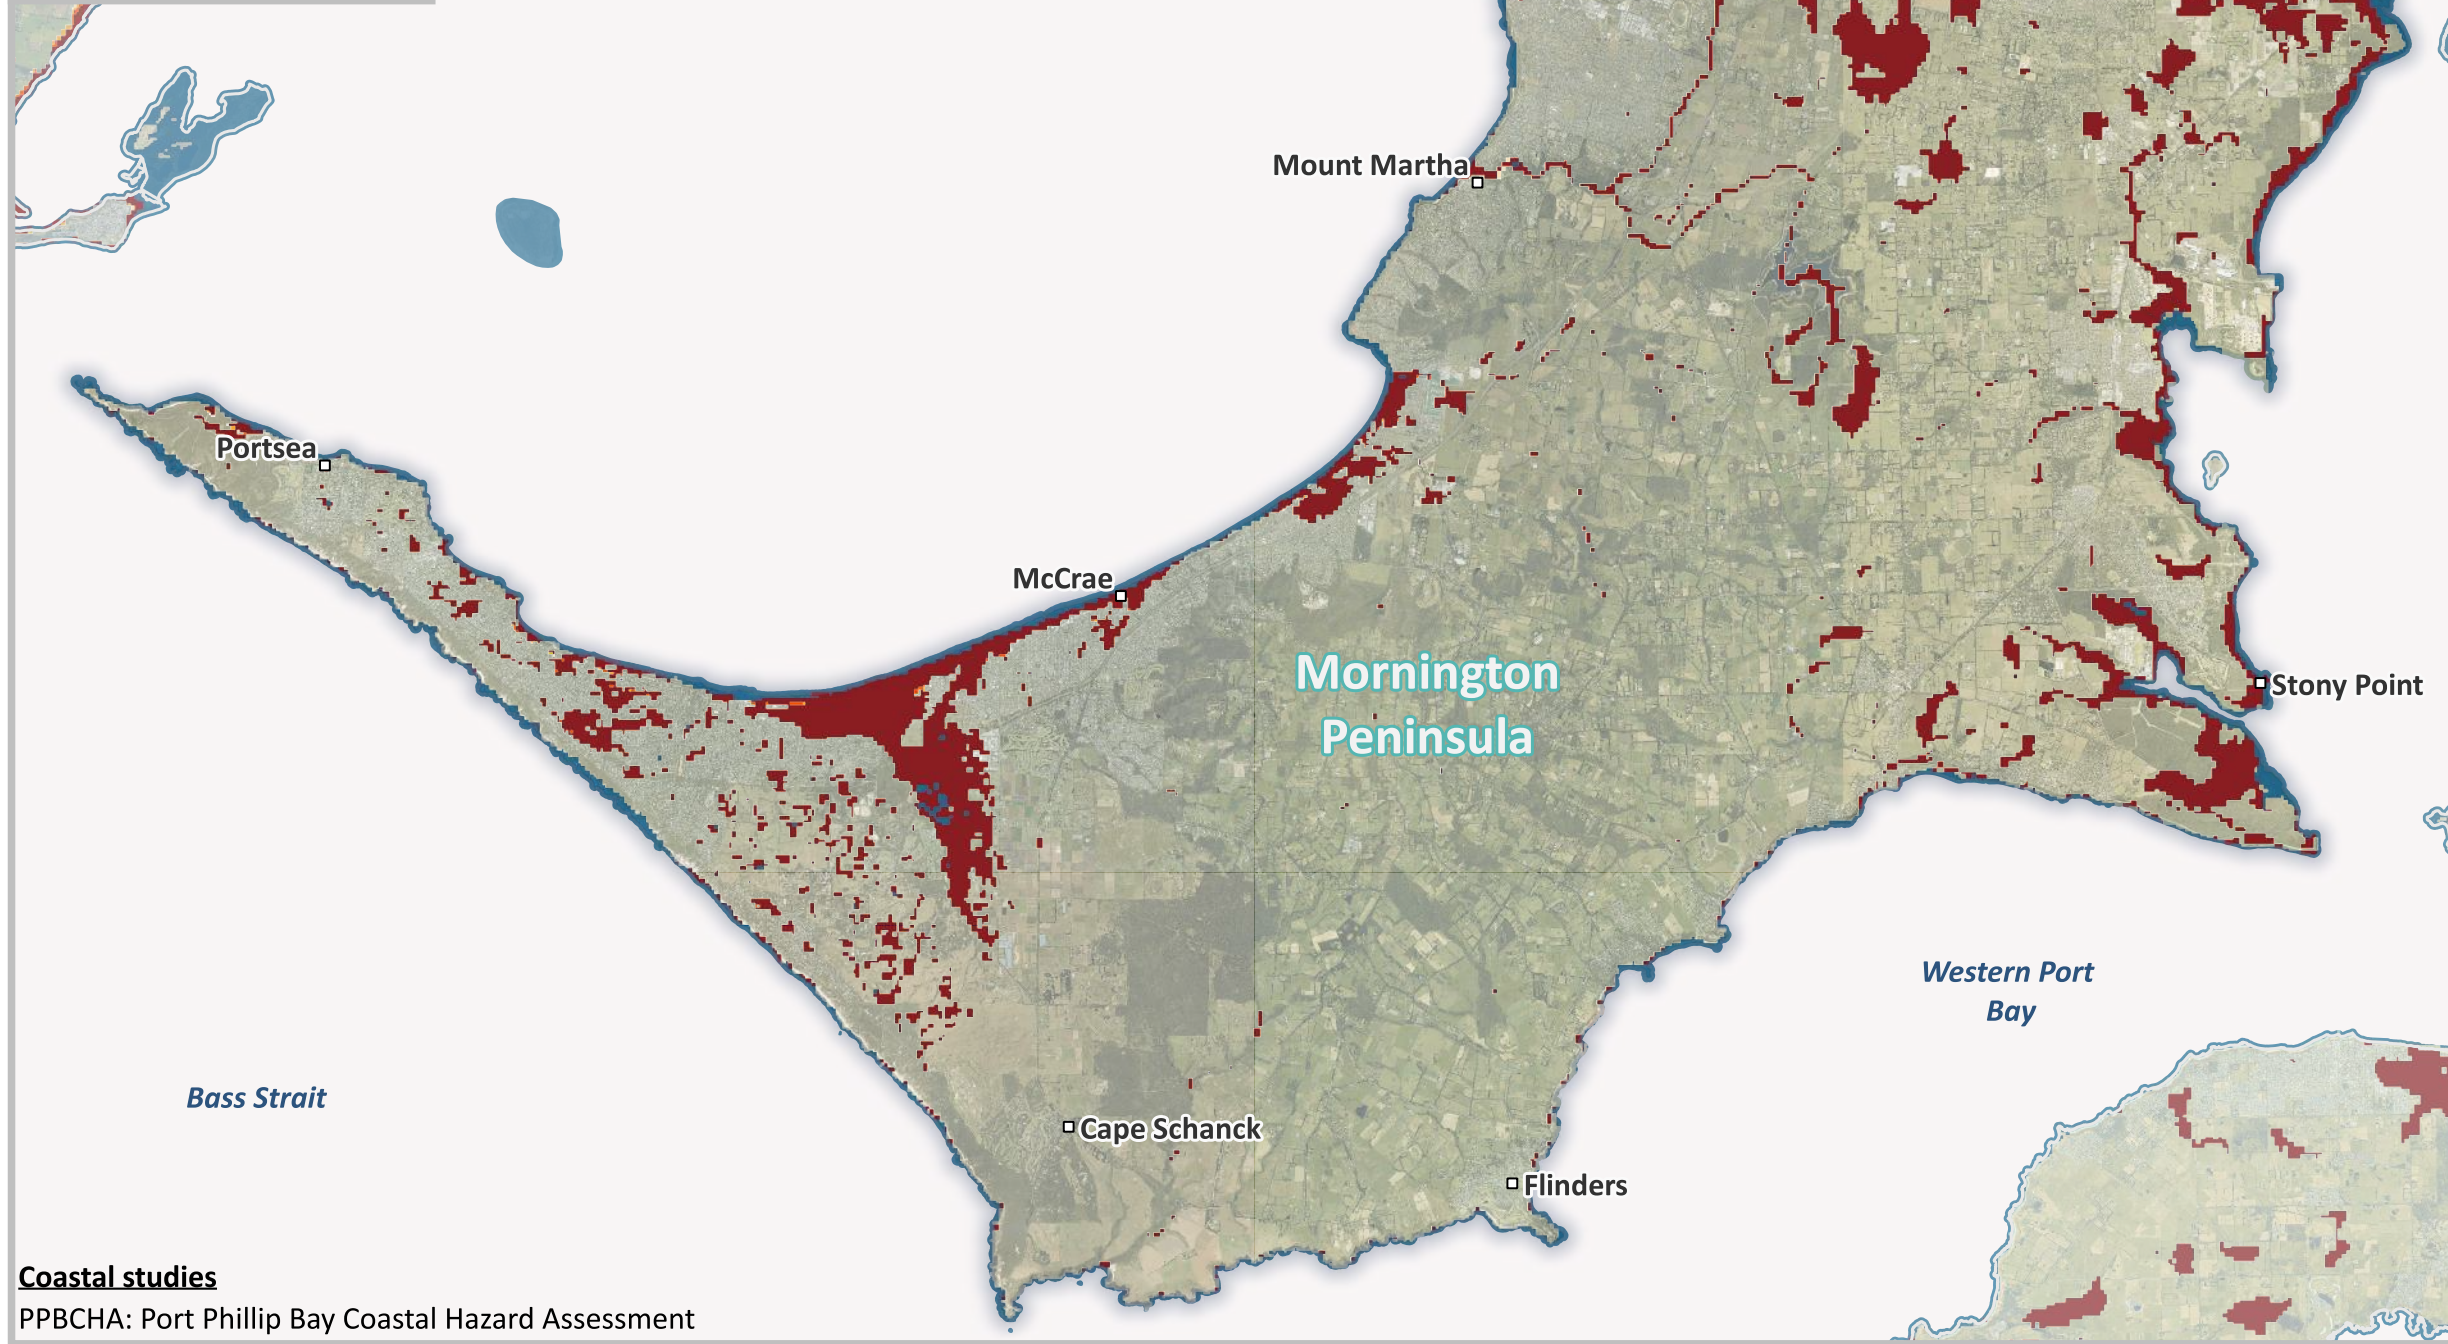 Mount Martha
Portsea
McCrae
Mornington
Peninsula
Stony Point
Western Port
Bay
Bass Strait
Cape Schanck
Flinders
Coastal studies
PPBCHA: Port Phillip Bay Coastal Hazard Assessment